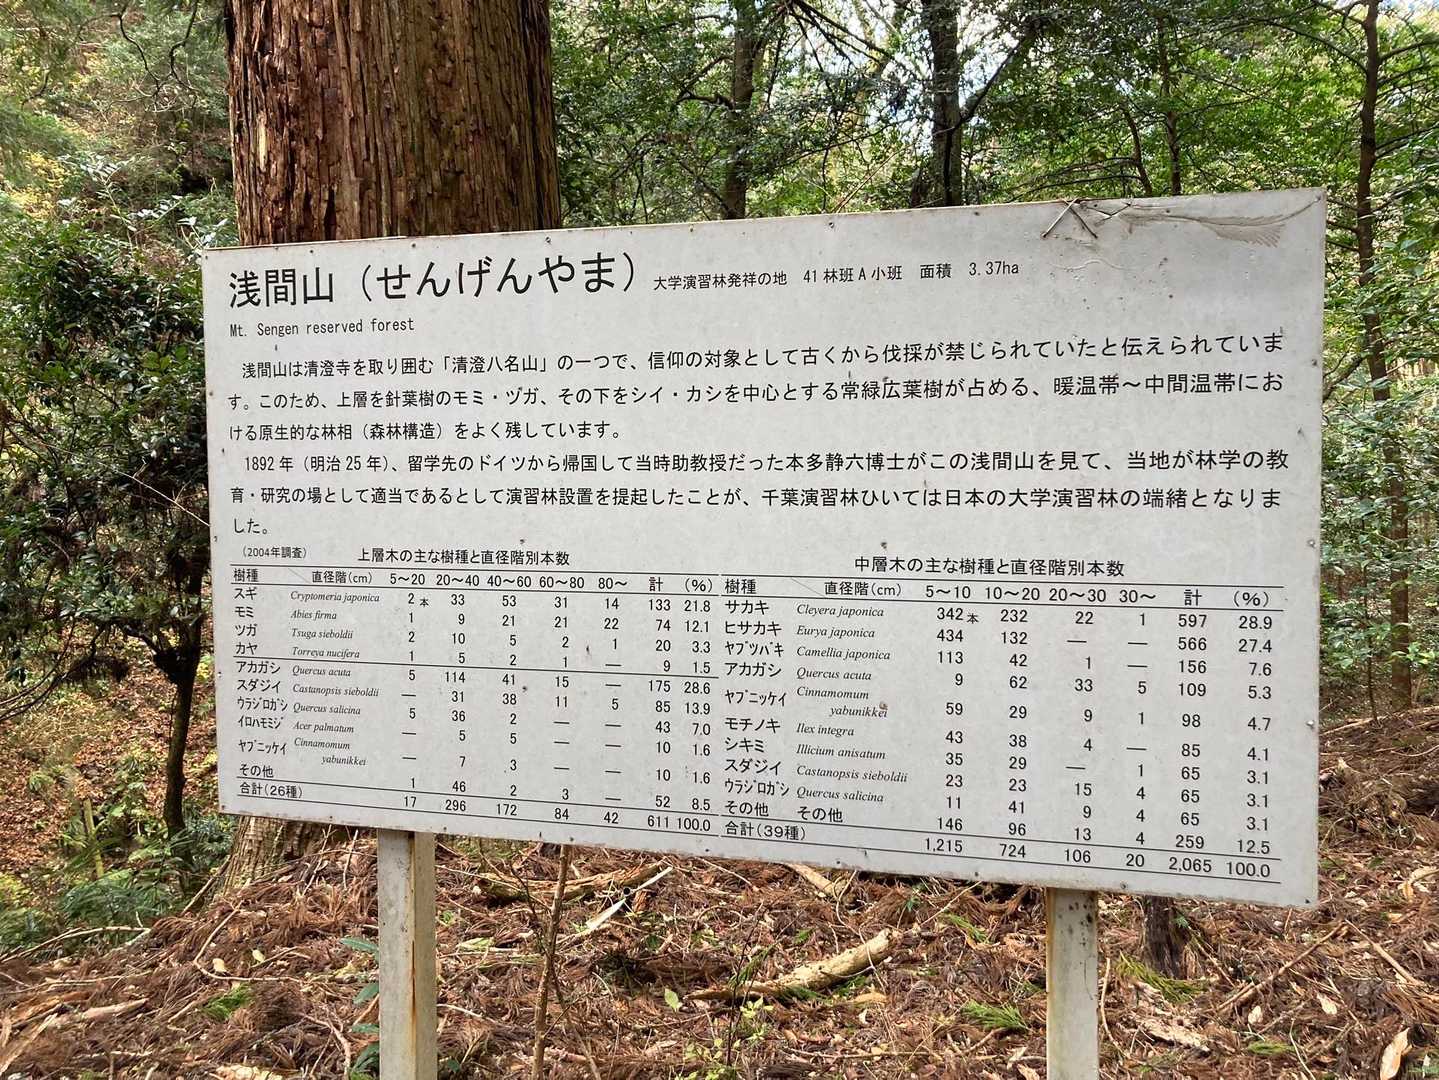 浅間山（せんげんやま） 大学演習林発祥の地 41林班A小班 面積 3.37ha
Mt. Sengen reserved forest
浅間山は清澄寺を取り囲む「清澄八名山」の一つで、信仰の対象として古くから伐採が禁じられていたと伝えられていま
す。このため、上層を針葉樹のモミ・ツガ、その下をシイ・カシを中心とする常緑広葉樹が占める、暖温帯～中間温帯にお
ける原生的な林相（森林構造）をよく残しています。
1892年（明治25年）、留学先のドイツから帰国して当時助教授だった本多静六博士がこの浅間山を見て、当地が林学の教
育・研究の場として適当であるとして演習林設置を提起したことが、千葉演習林ひいては日本の大学演習林の端緒となりま
した。
（2004年調査） 上層木の主な樹種と直径階別本数
樹種 直径階(cm) 5～20 20～40 40～60 60～80 80～ 計 (%)
スギ Cryptomeria japonica 2本 33 53 31 14 133 21.8
モミ Abies firma 1 9 21 21 22 74 12.1
ツガ Tsuga sieboldii 2 10 5 2 1 20 3.3
カヤ Torreya nucifera 1 5 2 1 — 9 1.5
アカガシ Quercus acuta 5 114 41 15 — 175 28.6
スダジイ Castanopsis sieboldii — 31 38 11 5 85 13.9
ウラジロガシ Quercus salicina 5 36 2 — — 43 7.0
イロハモミジ Acer palmatum — 5 5 — — 10 1.6
ヤブニッケイ Cinnamomum
yabunikkei — 7 3 — — 10 1.6
その他 1 46 2 3 — 52 8.5
合計(26種) 17 296 172 84 42 611 100.0
中層木の主な樹種と直径階別本数
樹種 直径階(cm) 5～10 10～20 20～30 30～ 計 (%)
サカキ Cleyera japonica 342本 232 22 1 597 28.9
ヒサカキ Eurya japonica 434 132 — — 566 27.4
ヤブツバキ Camellia japonica 113 42 1 — 156 7.6
アカガシ Quercus acuta 9 62 33 5 109 5.3
ヤブニッケイ Cinnamomum
yabunikkei 59 29 9 1 98 4.7
モチノキ Ilex integra 43 38 4 — 85 4.1
シキミ Illicium anisatum 35 29 — 1 65 3.1
スダジイ Castanopsis sieboldii 23 23 15 4 65 3.1
ウラジロガシ Quercus salicina 11 41 9 4 65 3.1
その他 その他 146 96 13 4 259 12.5
合計(39種) 1,215 724 106 20 2,065 100.0